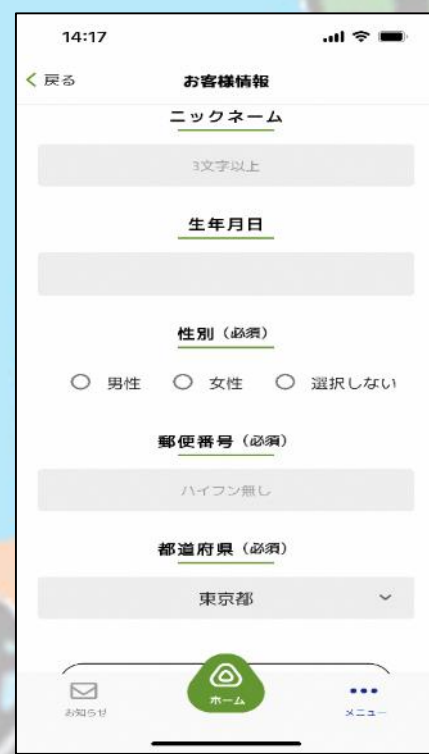 14:17
戻る
お客様情報
ニックネーム
3文字以上
生年月日
性別（必須）
男性 女性 選択しない
郵便番号（必須）
ハイフン無し
都道府県（必須）
東京都
お知らせ ホーム メニュー